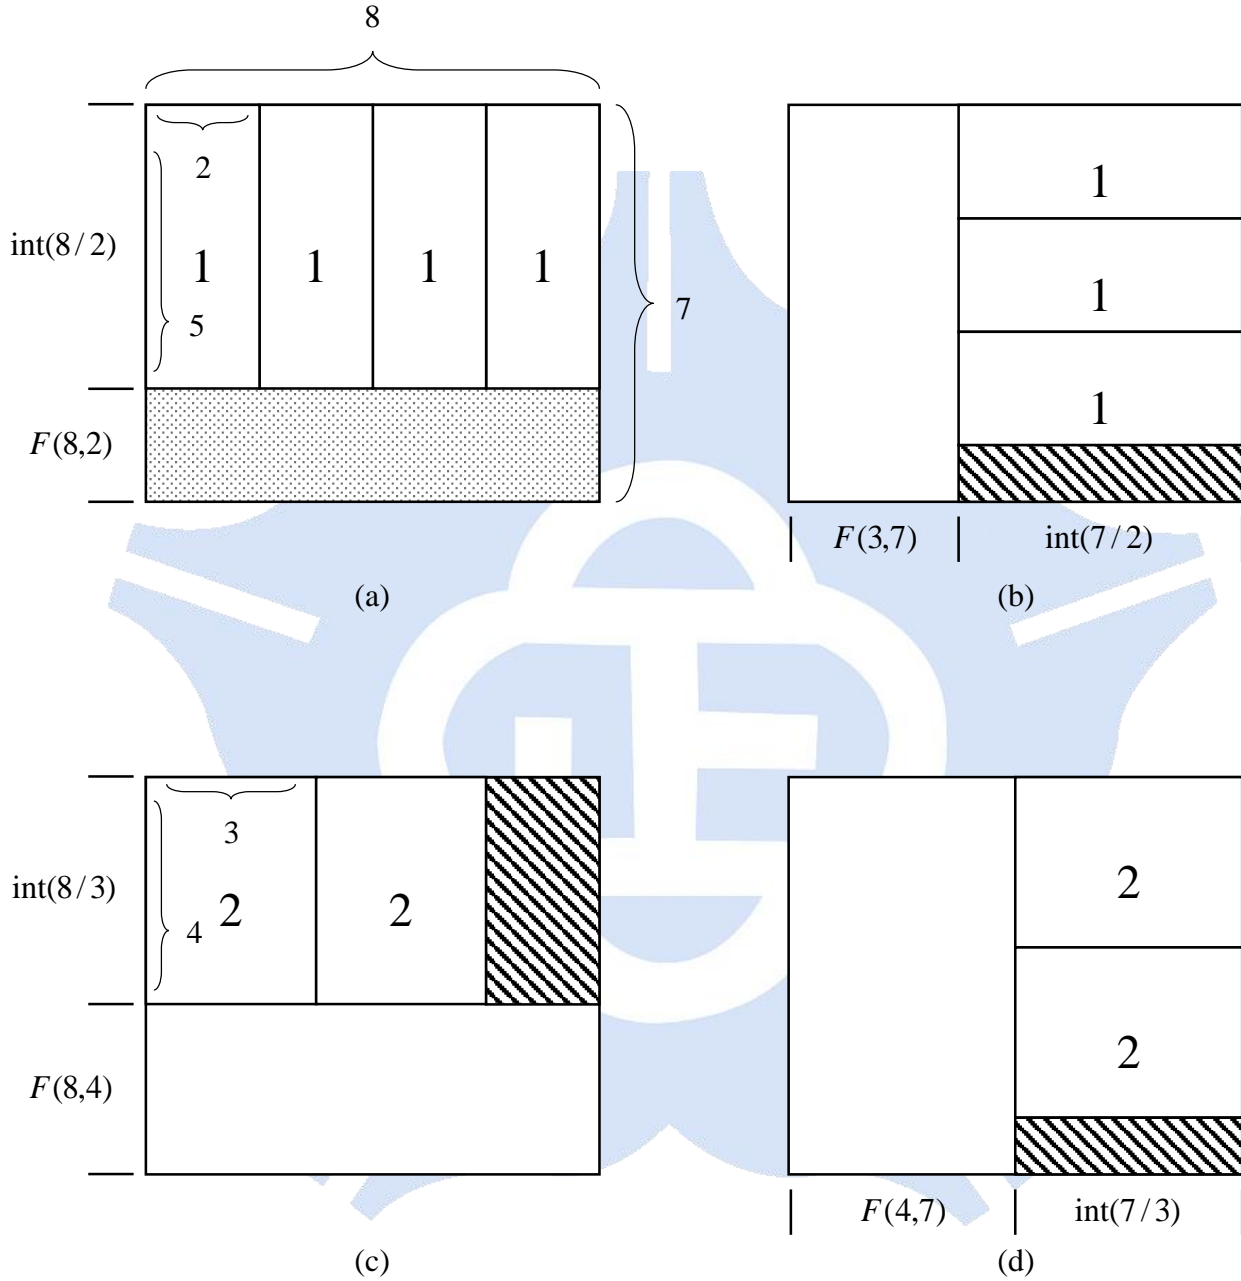 8
2
int(8/2)
1 1 1 1
5
7
F(8,2)
(a)
1
1
1
F(3,7) int(7/2)
(b)
3
int(8/3)
2 2
4
F(8,4)
(c)
2
2
F(4,7) int(7/3)
(d)